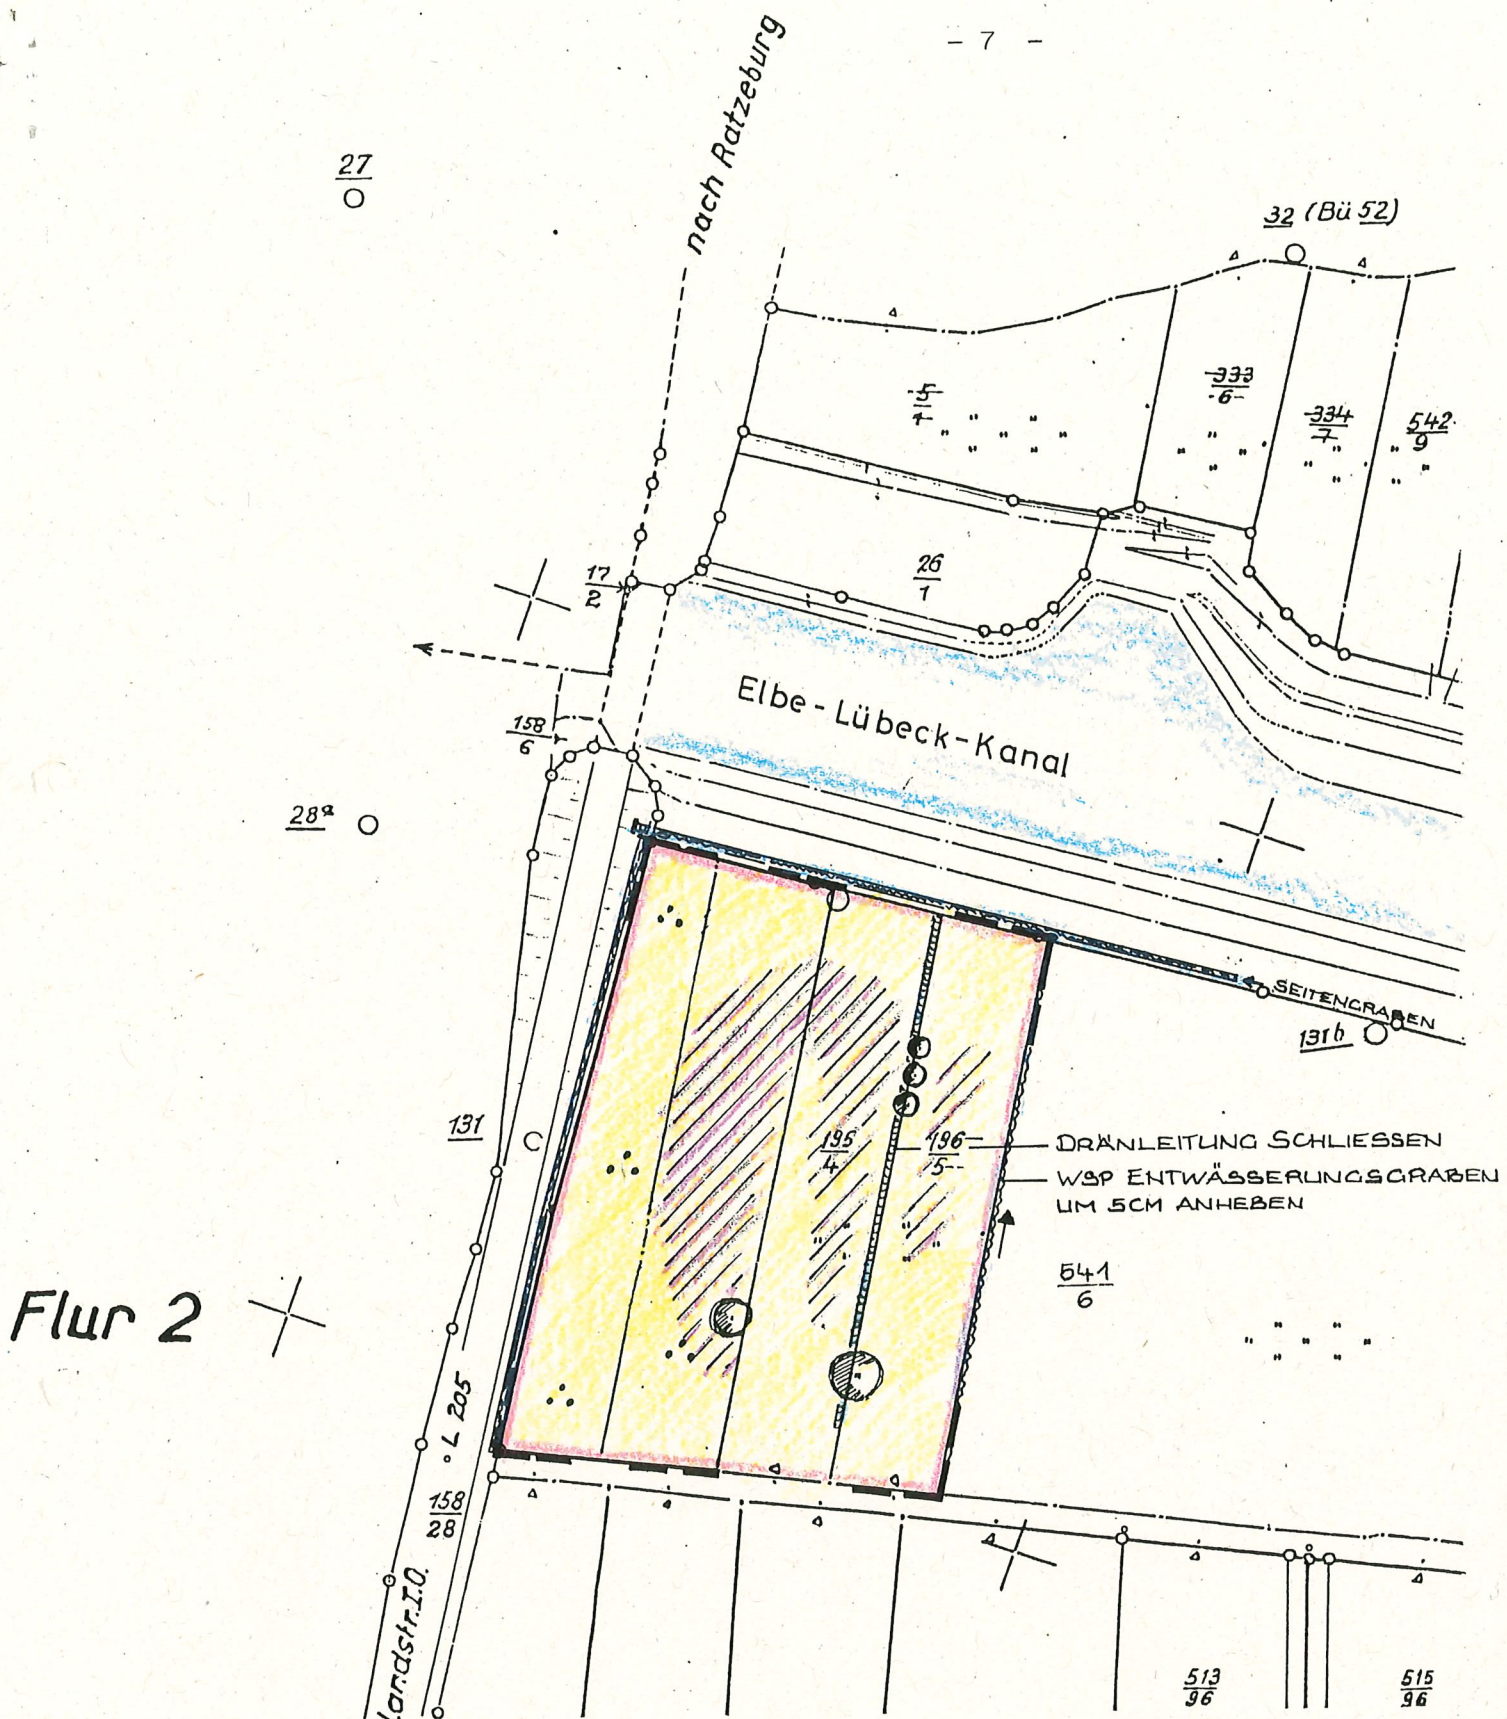 - 7 -
nach Ratzeburg
27
32 (Bü 52)
5
1
333
6
334
7
542
9
17
2
26
1
Elbe-Lübeck-Kanal
158
6
28a
SEITENGRABEN
131b
131
195
4
196
5
DRÄNLEITUNG SCHLIESSEN
WSP ENTWÄSSERUNGSGRABEN
UM 5CM ANHEBEN
541
6
Flur 2
L 205
158
28
Landstr.I.O.
513
96
515
96